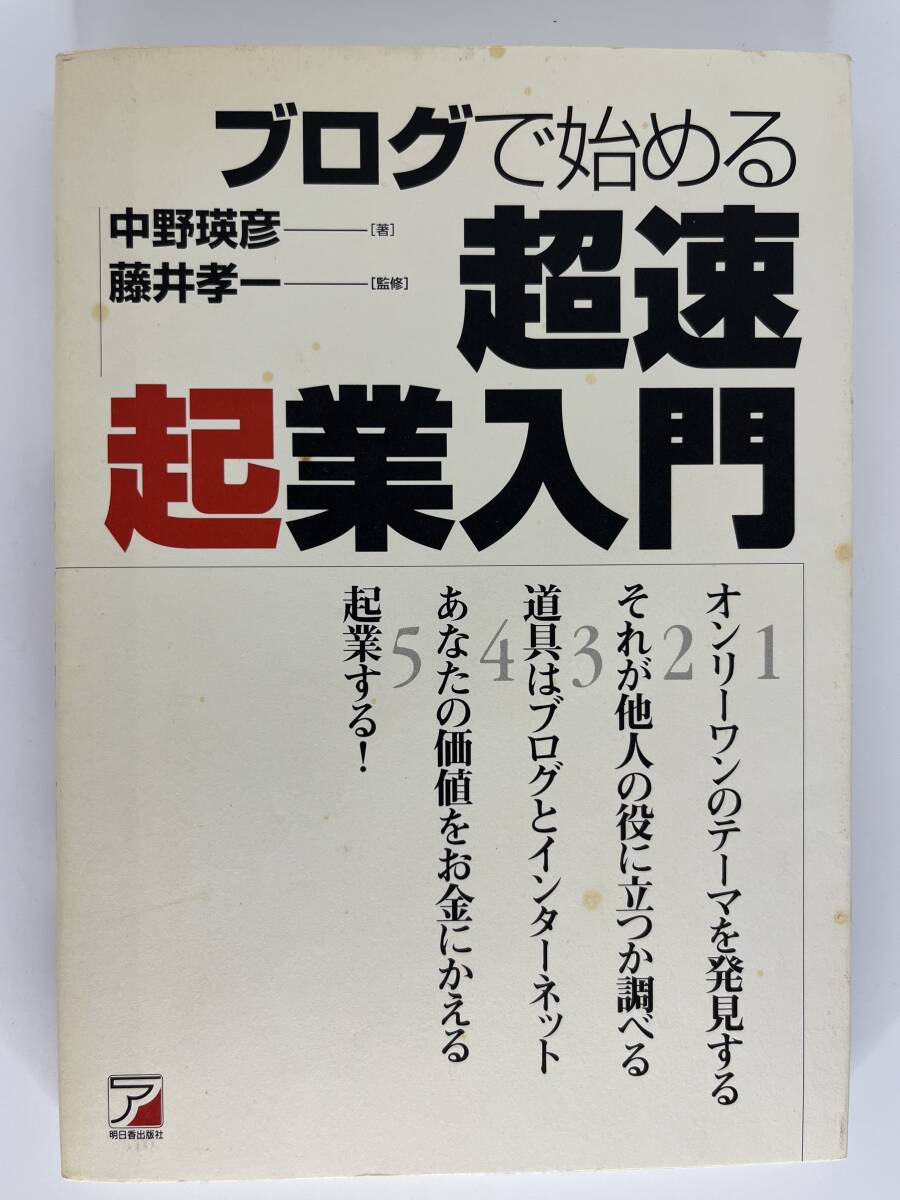 ブログで始める
超速
起業入門
中野瑛彦 [著]
藤井孝一 [監修]
1 オンリーワンのテーマを発見する
2 それが他人の役に立つか調べる
3 道具はブログとインターネット
4 あなたの価値をお金にかえる
5 起業する！
ア
明日香出版社